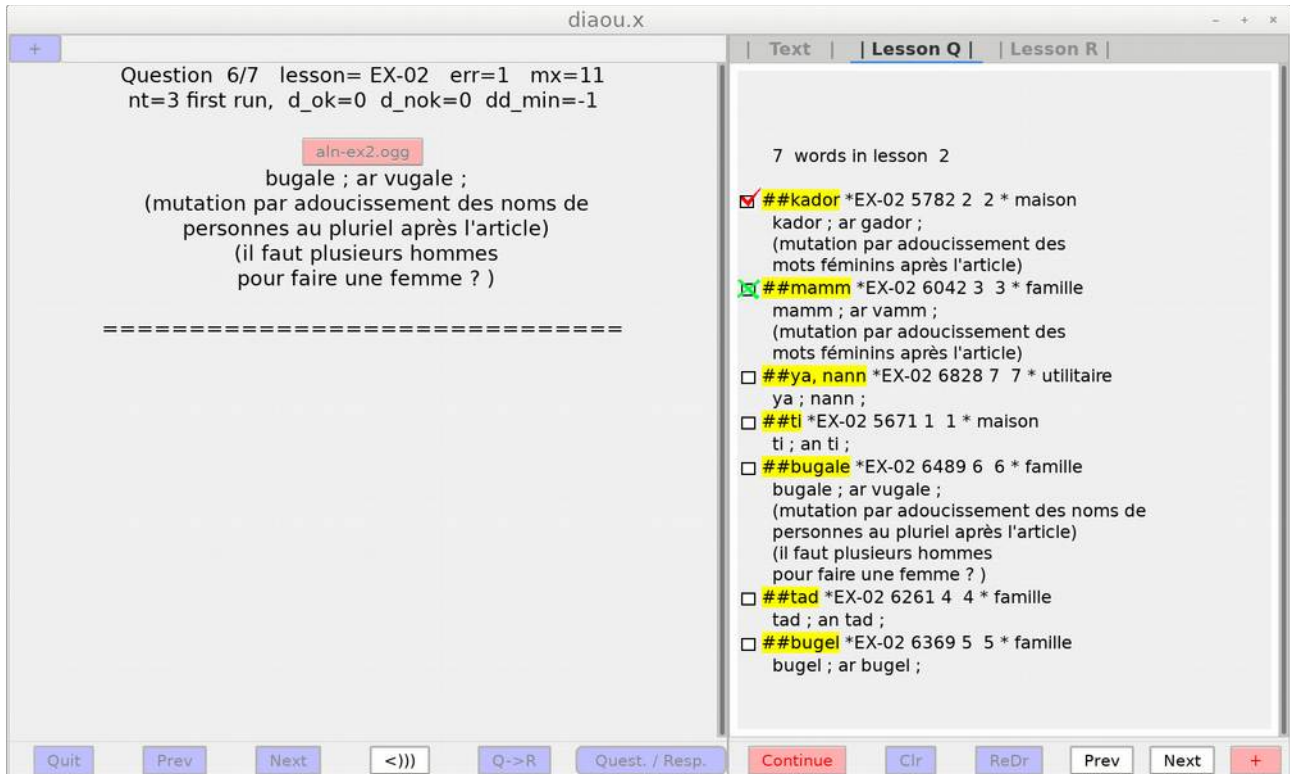 diaou.x
- + ×
+
Question 6/7 lesson= EX-02 err=1 mx=11
nt=3 first run, d_ok=0 d_nok=0 dd_min=-1
aln-ex2.ogg
bugale ; ar vugale ;
(mutation par adoucissement des noms de
personnes au pluriel après l'article)
(il faut plusieurs hommes
pour faire une femme ? )
==============================
Quit Prev Next <))) Q->R Quest. / Resp.
| Text | | Lesson Q | | Lesson R |
7 words in lesson 2
##kador *EX-02 5782 2 2 * maison
kador ; ar gador ;
(mutation par adoucissement des
mots féminins après l'article)
##mamm *EX-02 6042 3 3 * famille
mamm ; ar vamm ;
(mutation par adoucissement des
mots féminins après l'article)
##ya, nann *EX-02 6828 7 7 * utilitaire
ya ; nann ;
##ti *EX-02 5671 1 1 * maison
ti ; an ti ;
##bugale *EX-02 6489 6 6 * famille
bugale ; ar vugale ;
(mutation par adoucissement des noms de
personnes au pluriel après l'article)
(il faut plusieurs hommes
pour faire une femme ? )
##tad *EX-02 6261 4 4 * famille
tad ; an tad ;
##bugel *EX-02 6369 5 5 * famille
bugel ; ar bugel ;
Continue Clr ReDr Prev Next +